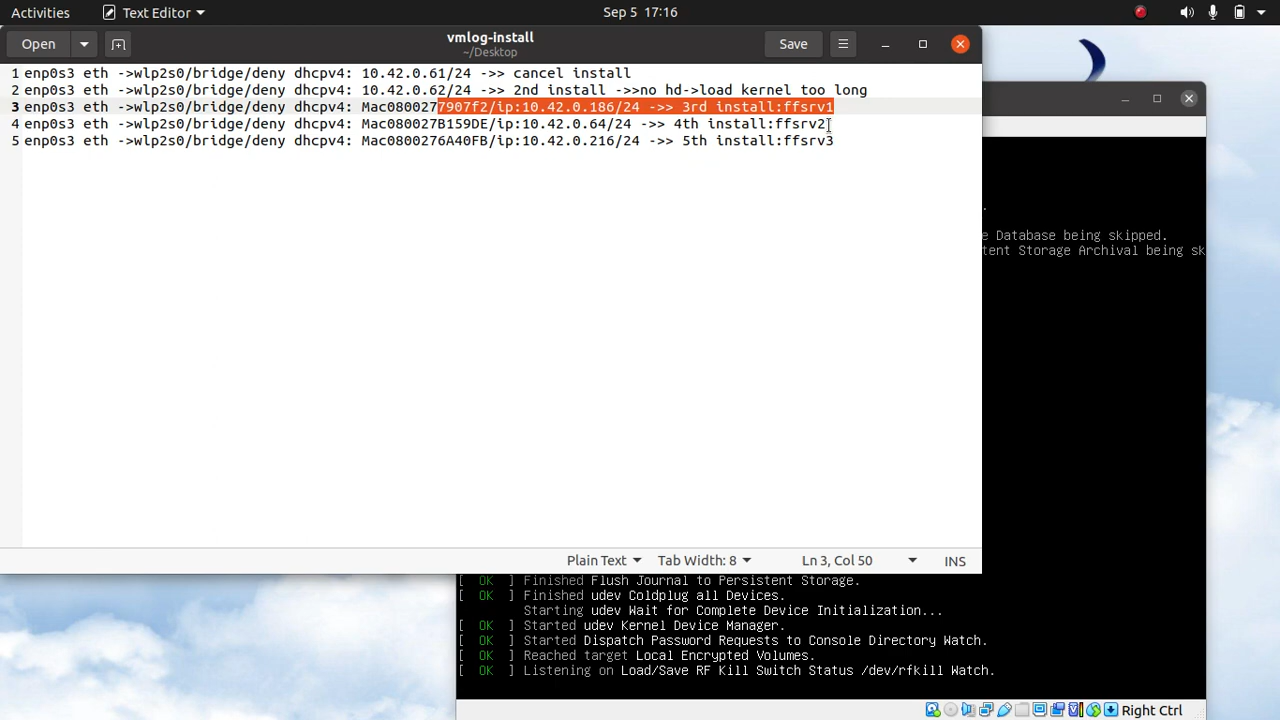 Activities Text Editor Sep 5 17:16
Open vmlog-install Save
~/Desktop
1 enp0s3 eth ->wlp2s0/bridge/deny dhcpv4: 10.42.0.61/24 ->> cancel install
2 enp0s3 eth ->wlp2s0/bridge/deny dhcpv4: 10.42.0.62/24 ->> 2nd install ->>no hd->load kernel too long
3 enp0s3 eth ->wlp2s0/bridge/deny dhcpv4: Mac0800277907f2/ip:10.42.0.186/24 ->> 3rd install:ffsrv1
4 enp0s3 eth ->wlp2s0/bridge/deny dhcpv4: Mac080027B159DE/ip:10.42.0.64/24 ->> 4th install:ffsrv2
5 enp0s3 eth ->wlp2s0/bridge/deny dhcpv4: Mac0800276A40FB/ip:10.42.0.216/24 ->> 5th install:ffsrv3
.
e Database being skipped.
tent Storage Archival being sk
Plain Text Tab Width: 8 Ln 3, Col 50 INS
[ OK ] Finished Flush Journal to Persistent Storage.
[ OK ] Finished udev Coldplug all Devices.
Starting udev Wait for Complete Device Initialization...
[ OK ] Started udev Kernel Device Manager.
[ OK ] Started Dispatch Password Requests to Console Directory Watch.
[ OK ] Reached target Local Encrypted Volumes.
[ OK ] Listening on Load/Save RF Kill Switch Status /dev/rfkill Watch.
Right Ctrl